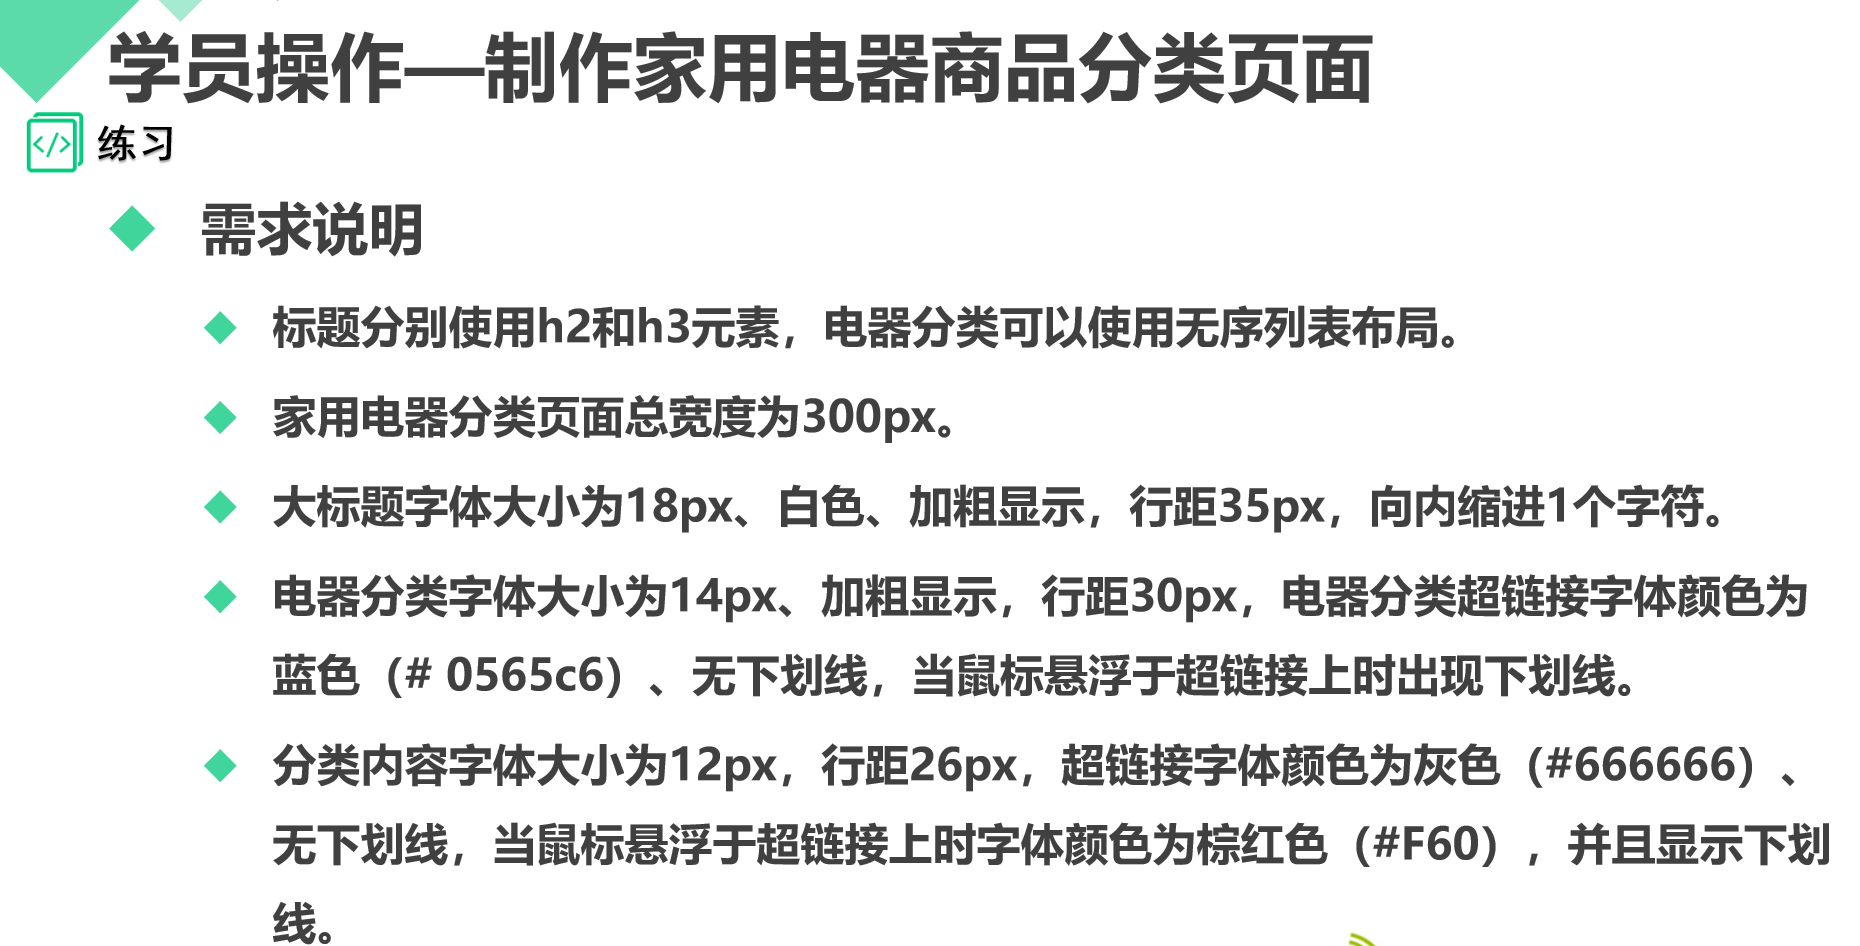 学员操作—制作家用电器商品分类页面
</>
练习
需求说明
标题分别使用h2和h3元素，电器分类可以使用无序列表布局。
家用电器分类页面总宽度为300px。
大标题字体大小为18px、白色、加粗显示，行距35px，向内缩进1个字符。
电器分类字体大小为14px、加粗显示，行距30px，电器分类超链接字体颜色为
蓝色（# 0565c6）、无下划线，当鼠标悬浮于超链接上时出现下划线。
分类内容字体大小为12px，行距26px，超链接字体颜色为灰色（#666666）、
无下划线，当鼠标悬浮于超链接上时字体颜色为棕红色（#F60），并且显示下划
线。